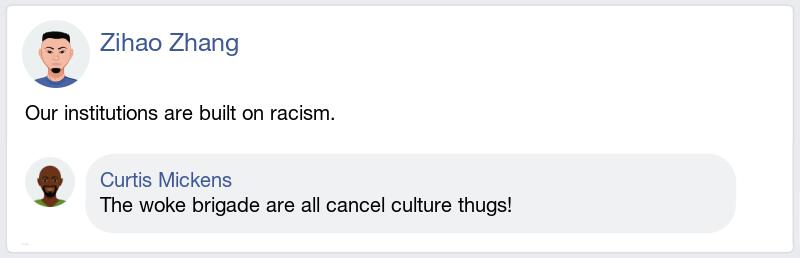 Zihao Zhang
Our institutions are built on racism.
Curtis Mickens
The woke brigade are all cancel culture thugs!